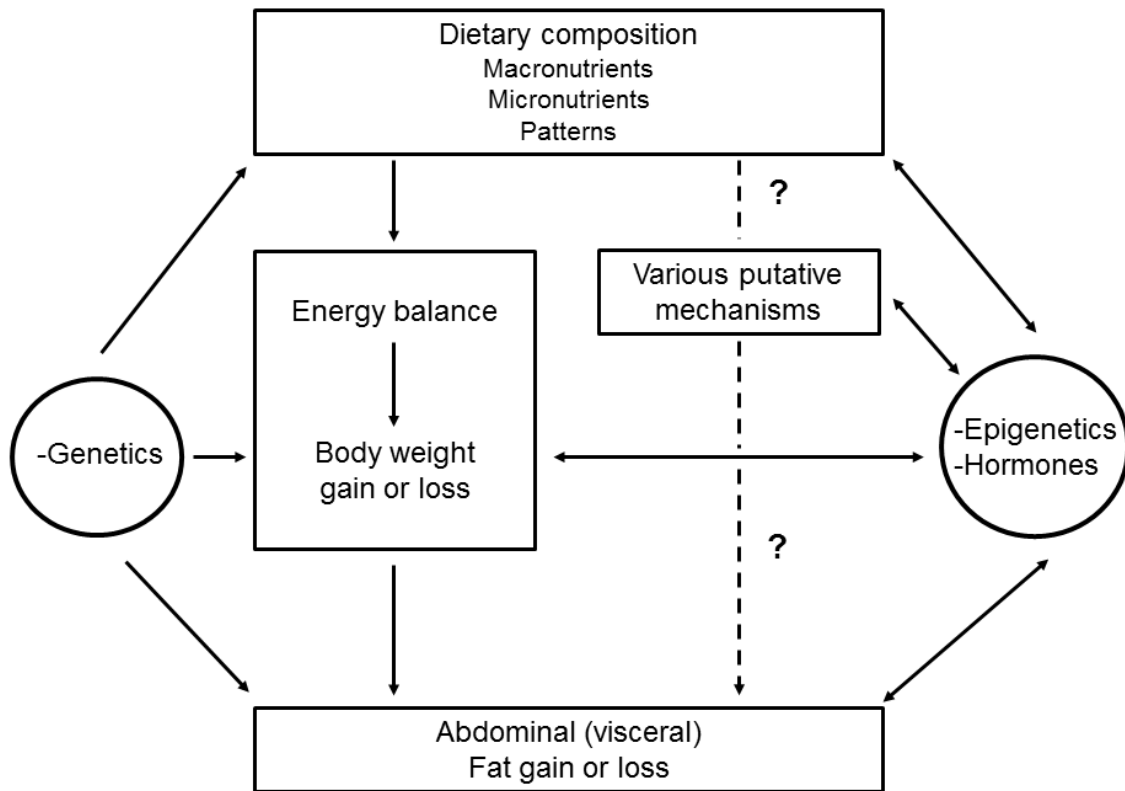 Dietary composition
Macronutrients
Micronutrients
Patterns
?
Various putative
mechanisms
Energy balance
-Genetics
Body weight
gain or loss
-Epigenetics
-Hormones
?
Abdominal (visceral)
Fat gain or loss